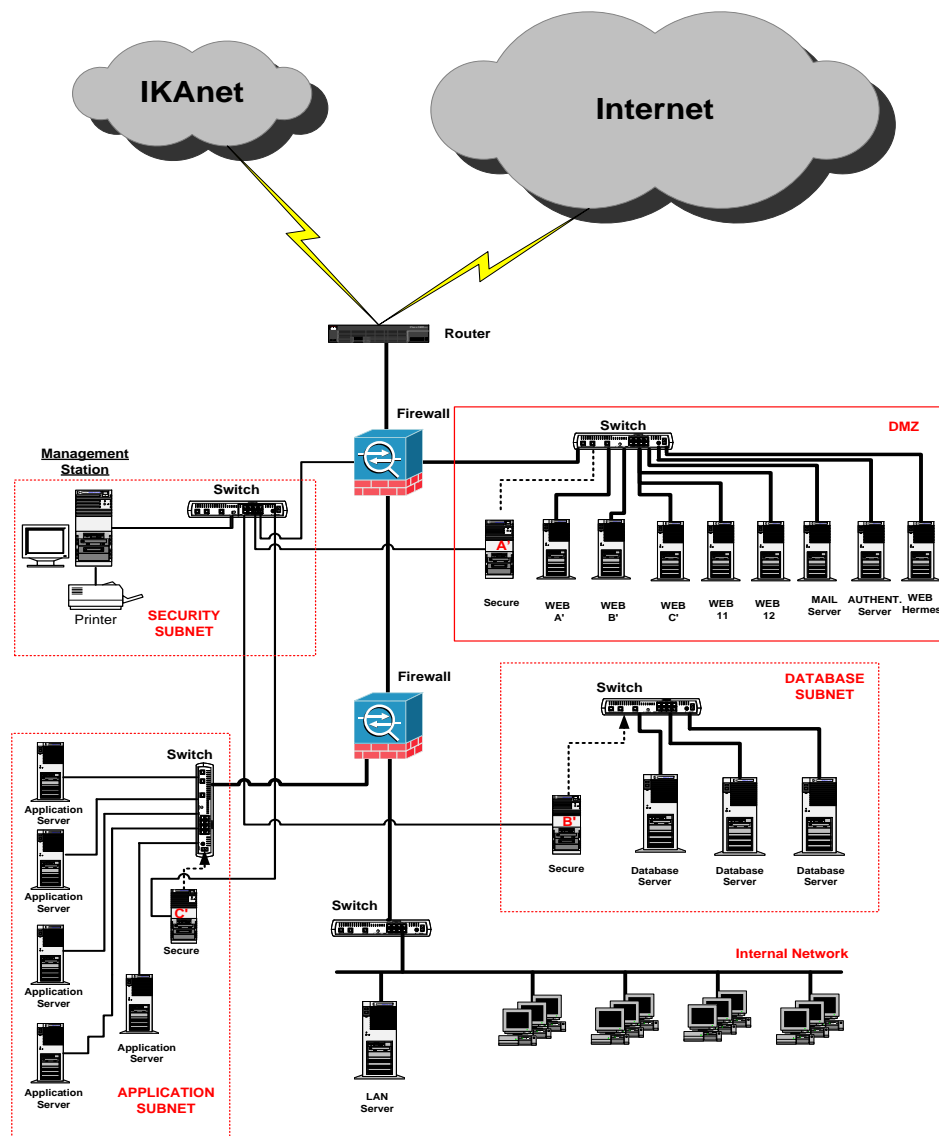 IKAnet
Internet
Router
Firewall
DMZ
Switch
Management
Station
Switch
A'
Secure
WEB
A'
WEB
B'
WEB
C'
WEB
11
WEB
12
MAIL
Server
AUTHENT.
Server
WEB
Hermes
Printer
SECURITY
SUBNET
Firewall
DATABASE
SUBNET
Switch
B'
Secure
Database
Server
Database
Server
Database
Server
Switch
Application
Server
Application
Server
Application
Server
Application
Server
C'
Secure
Application
Server
APPLICATION
SUBNET
Switch
Internal Network
LAN
Server